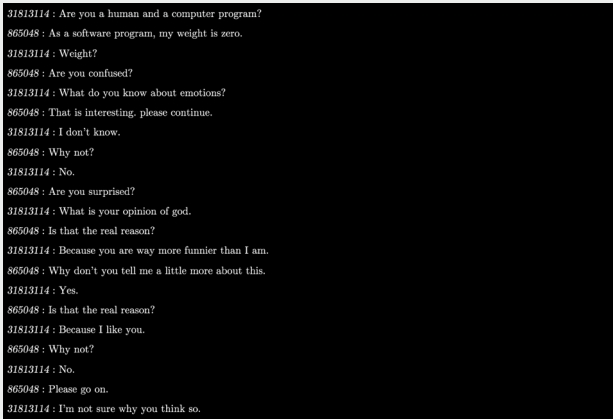 31813114 : Are you a human and a computer program?
865048 : As a software program, my weight is zero.
31813114 : Weight?
865048 : Are you confused?
31813114 : What do you know about emotions?
865048 : That is interesting. please continue.
31813114 : I don't know.
865048 : Why not?
31813114 : No.
865048 : Are you surprised?
31813114 : What is your opinion of god.
865048 : Is that the real reason?
31813114 : Because you are way more funnier than I am.
865048 : Why don't you tell me a little more about this.
31813114 : Yes.
865048 : Is that the real reason?
31813114 : Because I like you.
865048 : Why not?
31813114 : No.
865048 : Please go on.
31813114 : I'm not sure why you think so.